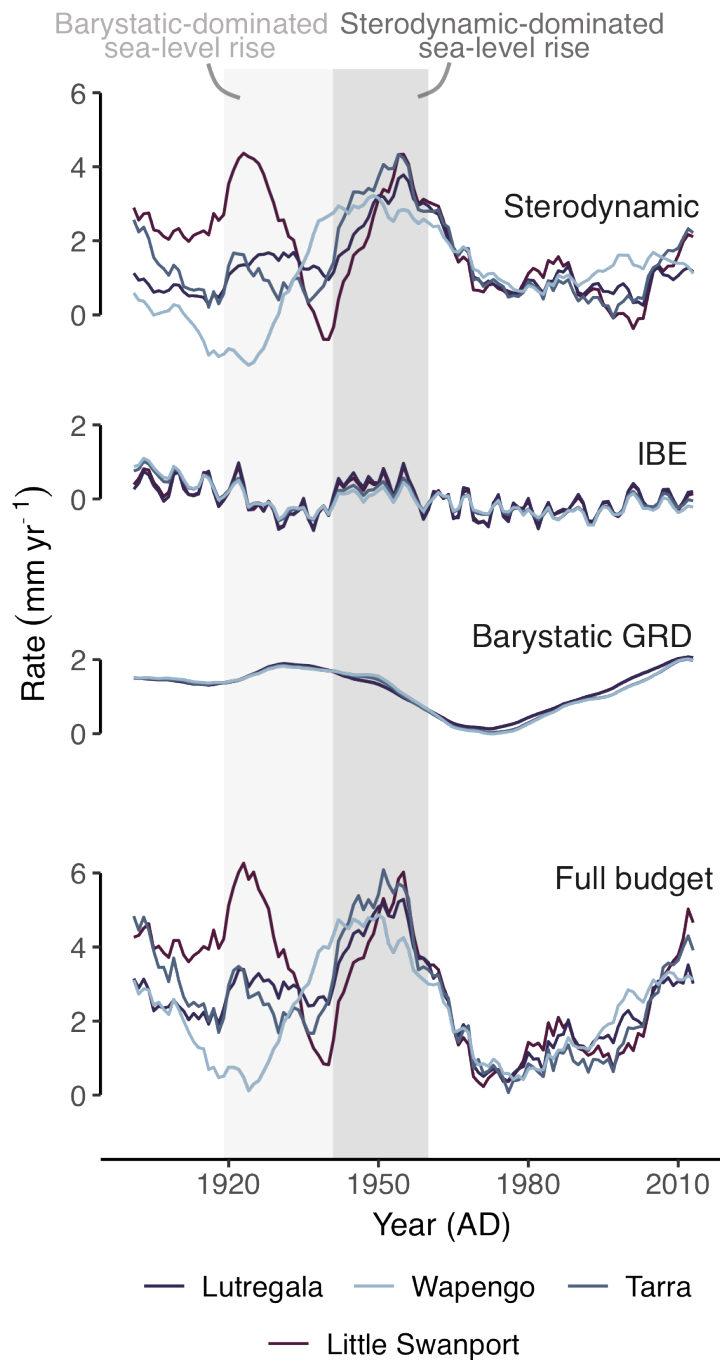 Barystatic-dominated
sea-level rise
Sterodynamic-dominated
sea-level rise
6
4
2
0
Sterodynamic
2
0
IBE
Rate (mm yr⁻¹)
2
0
Barystatic GRD
6
4
2
0
Full budget
1920 1950 1980 2010
Year (AD)
Lutregala Wapengo Tarra
Little Swanport